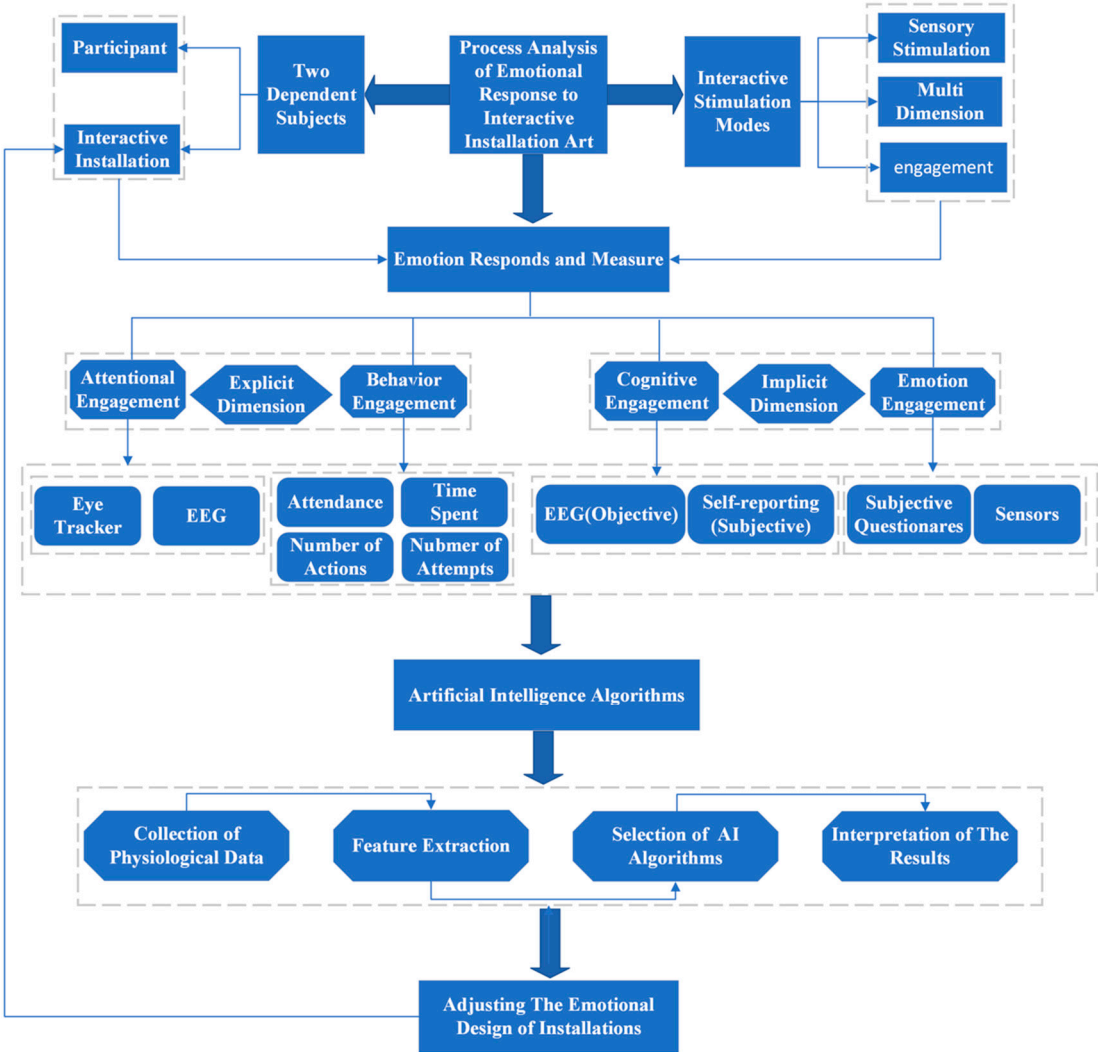 Participant
Interactive
Installation
Two
Dependent
Subjects
Process Analysis
of Emotional
Response to
Interactive
Installation Art
Interactive
Stimulation
Modes
Sensory
Stimulation
Multi
Dimension
engagement
Emotion Responds and Measure
Attentional
Engagement
Explicit
Dimension
Behavior
Engagement
Cognitive
Engagement
Implicit
Dimension
Emotion
Engagement
Eye
Tracker
EEG
Attendance
Time
Spent
Number of
Actions
Nubmer of
Attempts
EEG(Objective)
Self-reporting
(Subjective)
Subjective
Questionares
Sensors
Artificial Intelligence Algorithms
Collection of
Physiological Data
Feature Extraction
Selection of AI
Algorithms
Interpretation of The
Results
Adjusting The Emotional
Design of Installations